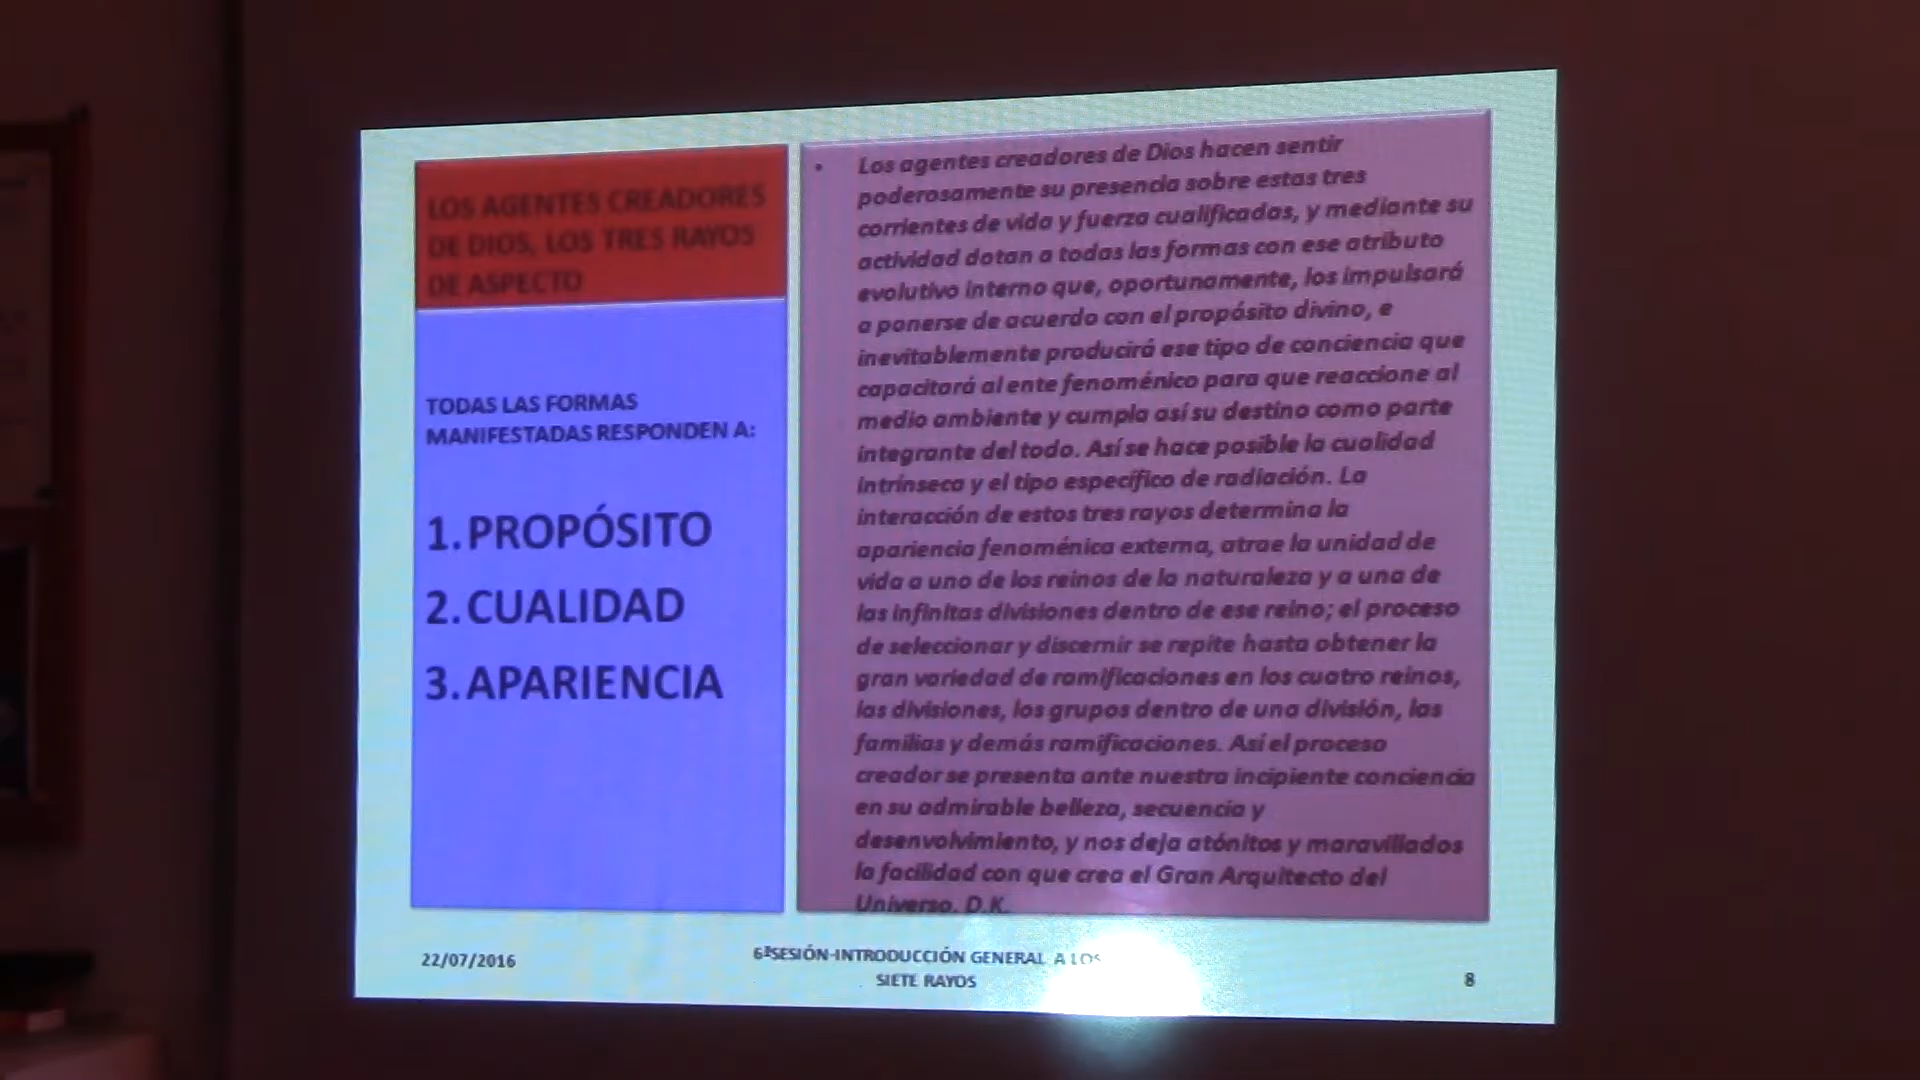 LOS AGENTES CREADORES
DE DIOS, LOS TRES RAYOS
DE ASPECTO
TODAS LAS FORMAS
MANIFESTADAS RESPONDEN A:
1. PROPÓSITO
2. CUALIDAD
3. APARIENCIA
• Los agentes creadores de Dios hacen sentir
poderosamente su presencia sobre estas tres
corrientes de vida y fuerza cualificadas, y mediante su
actividad dotan a todas las formas con ese atributo
evolutivo interno que, oportunamente, los impulsará
a ponerse de acuerdo con el propósito divino, e
inevitablemente producirá ese tipo de conciencia que
capacitará al ente fenoménico para que reaccione al
medio ambiente y cumpla así su destino como parte
integrante del todo. Así se hace posible la cualidad
intrínseca y el tipo específico de radiación. La
interacción de estos tres rayos determina la
apariencia fenoménica externa, atrae la unidad de
vida a uno de los reinos de la naturaleza y a una de
las infinitas divisiones dentro de ese reino; el proceso
de seleccionar y discernir se repite hasta obtener la
gran variedad de ramificaciones en los cuatro reinos,
las divisiones, los grupos dentro de una división, las
familias y demás ramificaciones. Así el proceso
creador se presenta ante nuestra incipiente conciencia
en su admirable belleza, secuencia y
desenvolvimiento, y nos deja atónitos y maravillados
la facilidad con que crea el Gran Arquitecto del
Universo. D.K.
22/07/2016
6ªSESIÓN-INTRODUCCIÓN GENERAL A LOS
SIETE RAYOS
8